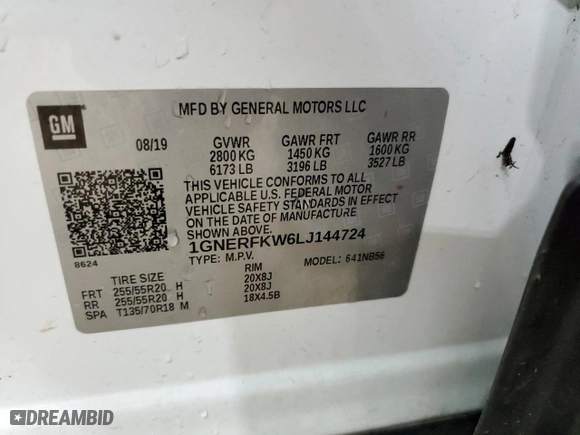 GM
MFD BY GENERAL MOTORS LLC
08/19 GVWR GAWR FRT GAWR RR
2800 KG 1450 KG 1600 KG
6173 LB 3196 LB 3527 LB
THIS VEHICLE CONFORMS TO ALL
APPLICABLE U.S. FEDERAL MOTOR
VEHICLE SAFETY STANDARDS IN EFFECT
ON THE DATE OF MANUFACTURE
SHOWN ABOVE.
1GNERFKW6LJ144724
8624
TYPE: M.P.V. MODEL: 641NB56
TIRE SIZE RIM
FRT 255/55R20 H 20X8J
RR 255/55R20 H 20X8J
SPA T135/70R18 M 18X4.5B
DREAMBID